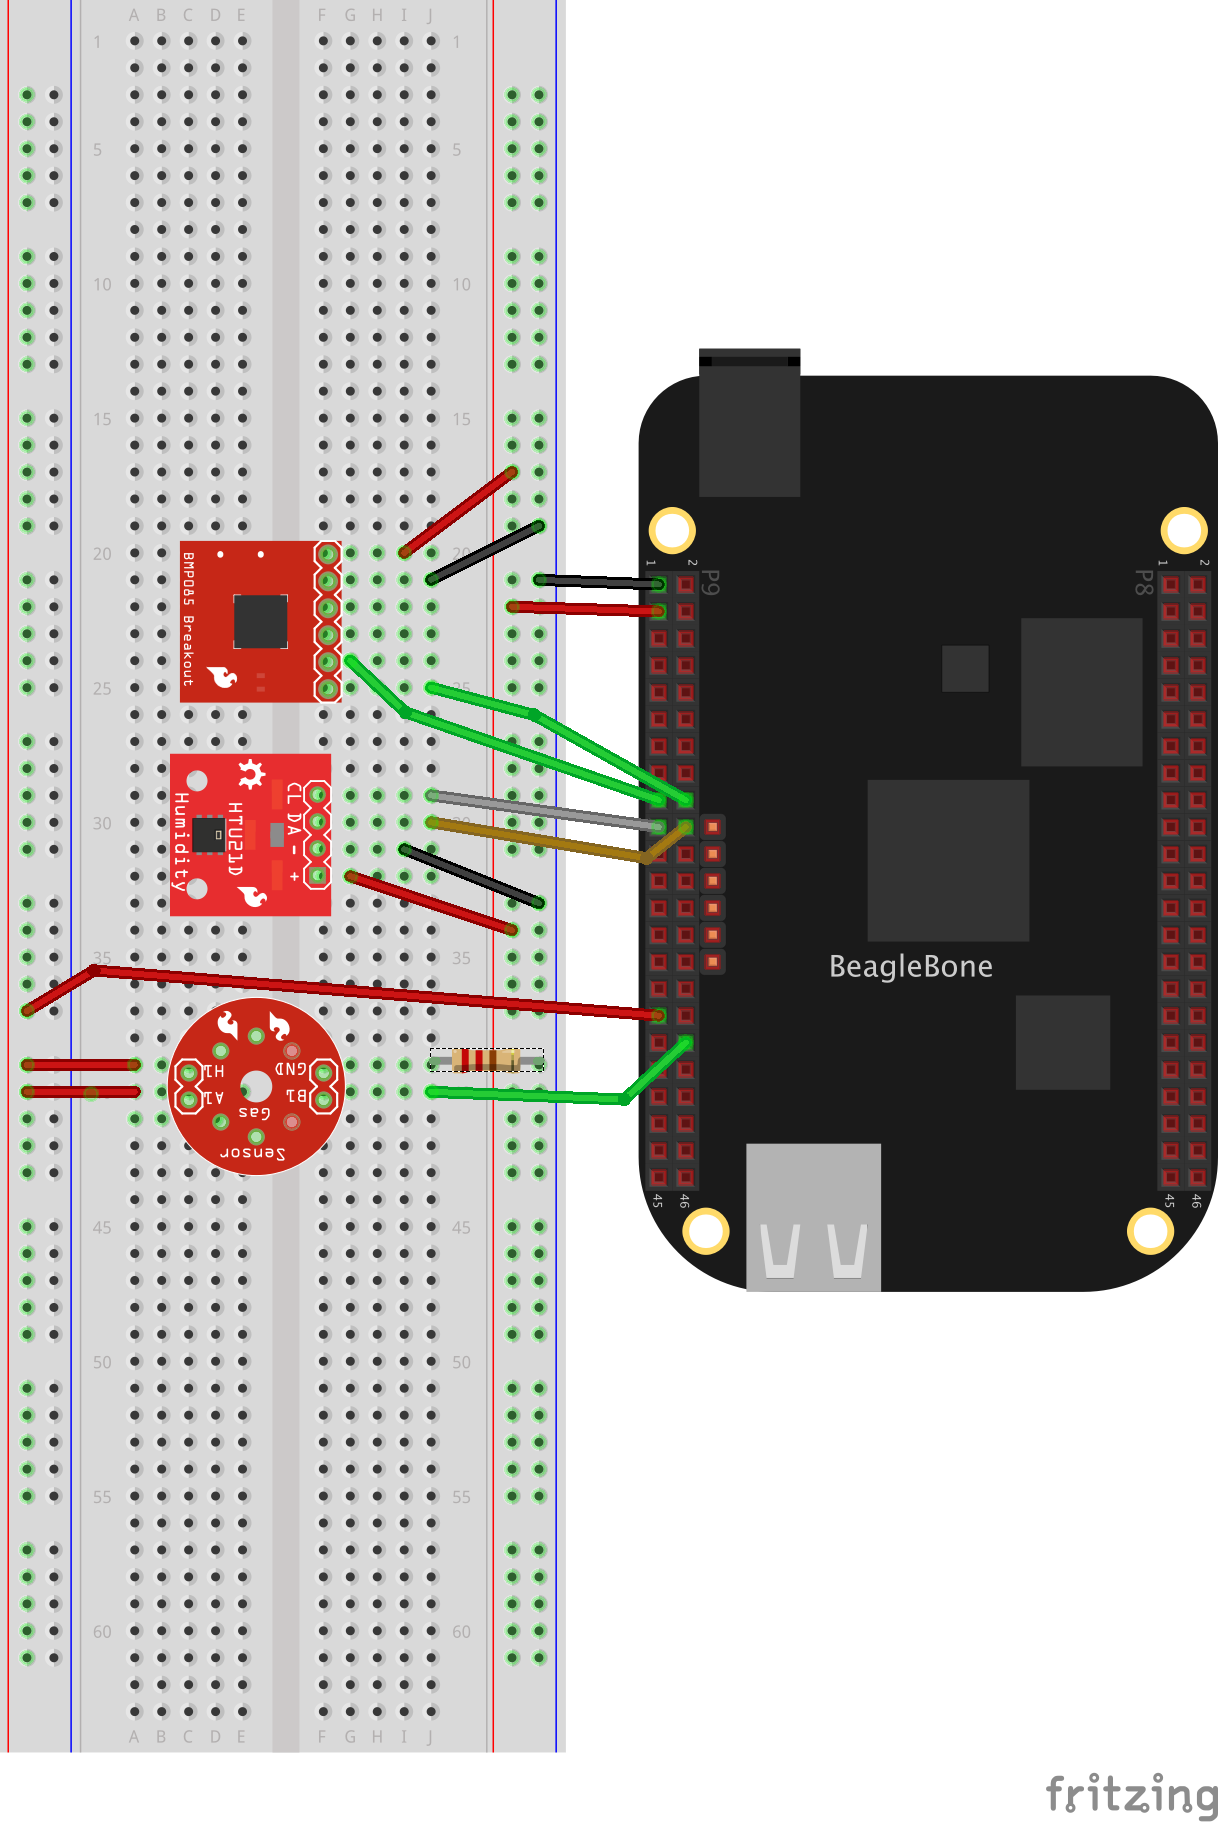 A B C D E F G H I J
1 1
5 5
10 10
15 15
20 20
25 25
30 30
35 35
45 45
50 50
55 55
60 60
A B C D E F G H I J
BMP085 Breakout
Humidity
HTU21D
CL DA - +
H1
GND
A1
B1
Gas
Sensor
1 2
P9
P8
1 2
BeagleBone
45 46
45 46
fritzing